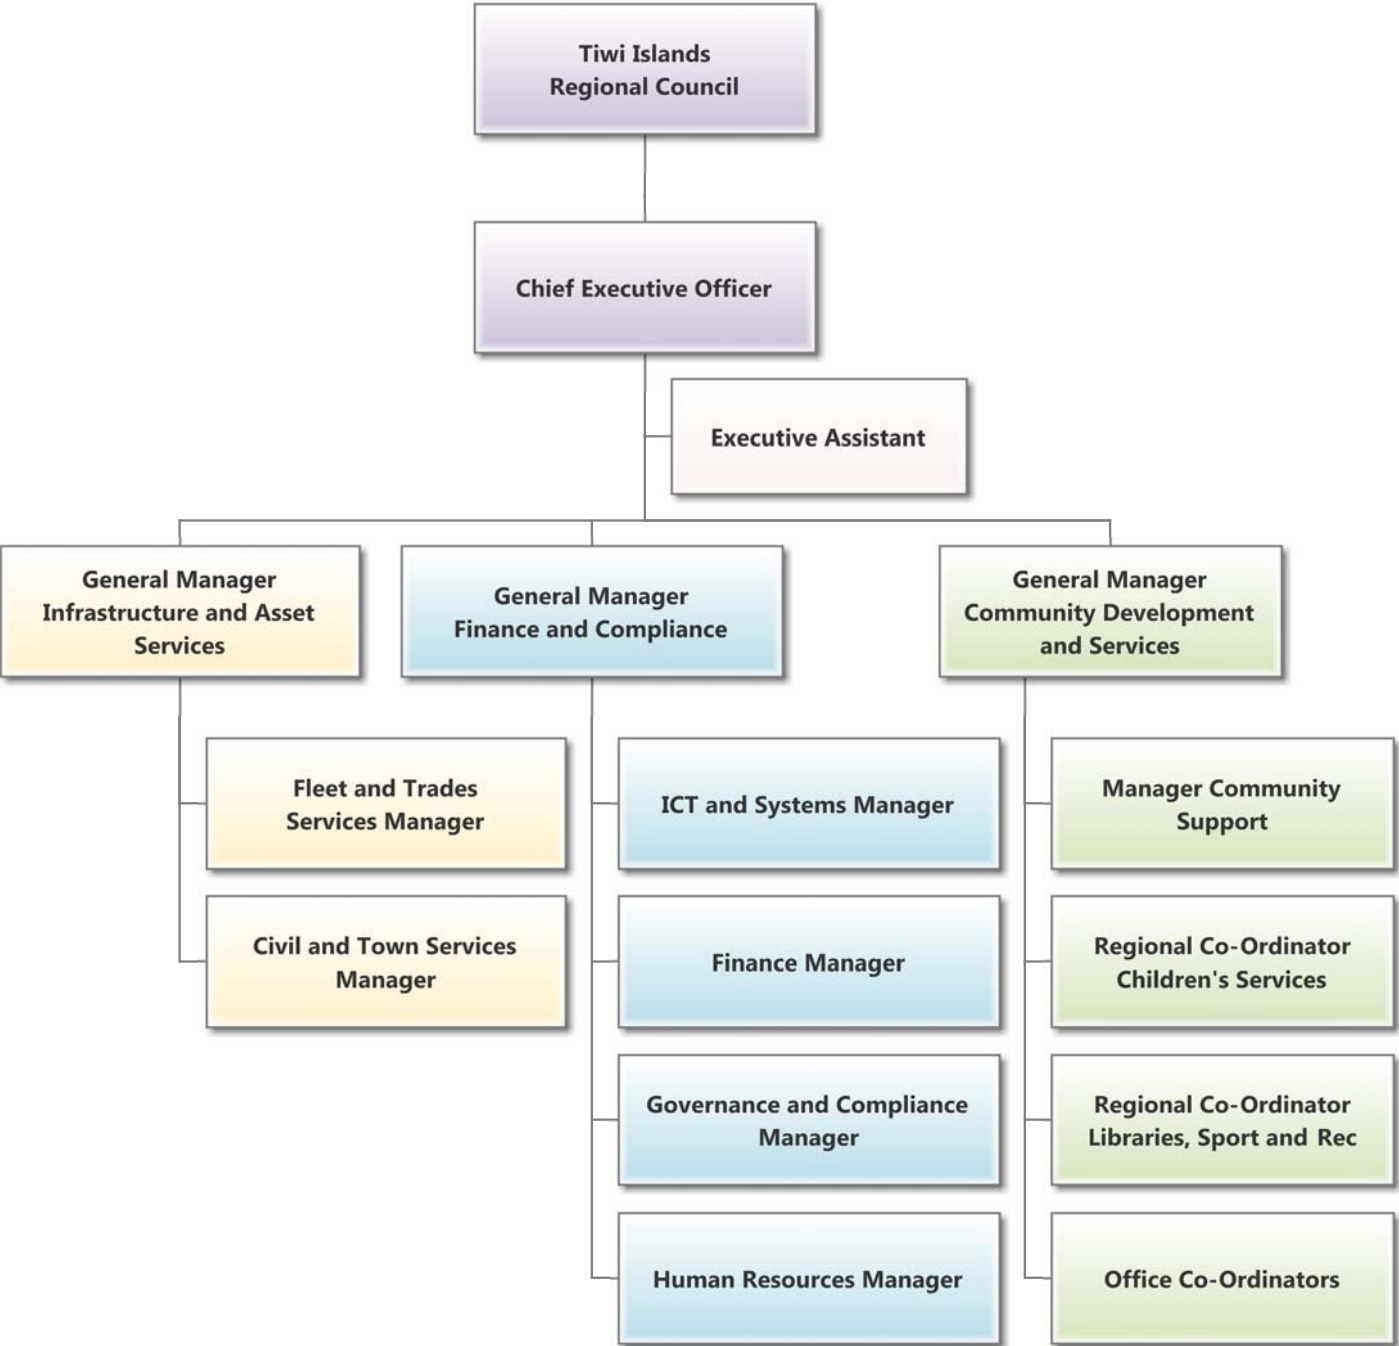 Tiwi Islands
Regional Council
Chief Executive Officer
Executive Assistant
General Manager
Infrastructure and Asset
Services
General Manager
Finance and Compliance
General Manager
Community Development
and Services
Fleet and Trades
Services Manager
Civil and Town Services
Manager
ICT and Systems Manager
Finance Manager
Governance and Compliance
Manager
Human Resources Manager
Manager Community
Support
Regional Co-Ordinator
Children's Services
Regional Co-Ordinator
Libraries, Sport and Rec
Office Co-Ordinators